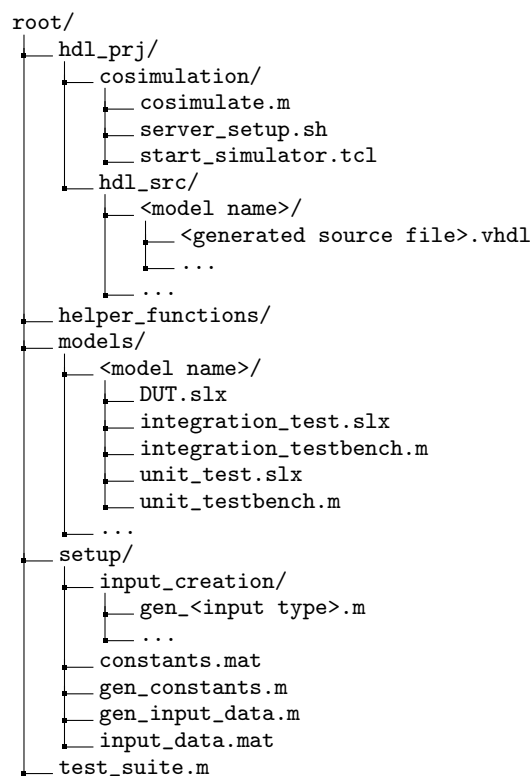 root/
hdl_prj/
cosimulation/
cosimulate.m
server_setup.sh
start_simulator.tcl
hdl_src/
<model name>/
<generated source file>.vhdl
...
...
helper_functions/
models/
<model name>/
DUT.slx
integration_test.slx
integration_testbench.m
unit_test.slx
unit_testbench.m
...
setup/
input_creation/
gen_<input type>.m
...
constants.mat
gen_constants.m
gen_input_data.m
input_data.mat
test_suite.m